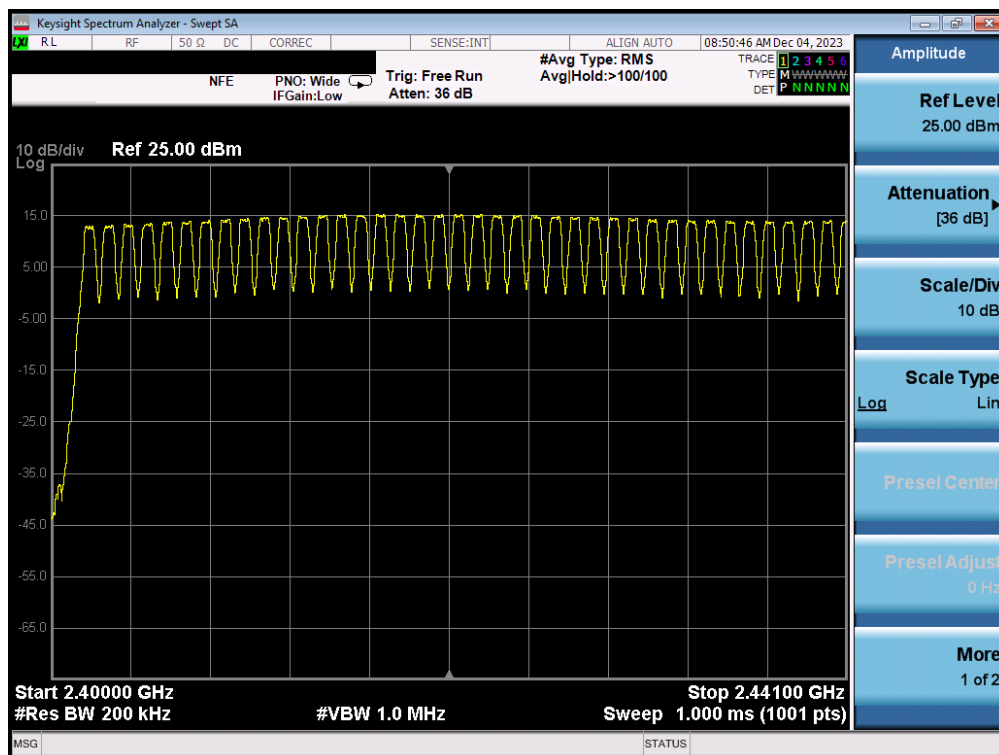 Keysight Spectrum Analyzer - Swept SA
LXI RL RF 50 Ω DC CORREC SENSE:INT ALIGN AUTO 08:50:46 AM Dec 04, 2023
NFE PNO: Wide Trig: Free Run #Avg Type: RMS TRACE 1 2 3 4 5 6
IFGain:Low Atten: 36 dB Avg|Hold:>100/100 TYPE M WWWWW
DET P N N N N N
10 dB/div Ref 25.00 dBm
Log
15.0
5.00
-5.00
-15.0
-25.0
-35.0
-45.0
-55.0
-65.0
Start 2.40000 GHz Stop 2.44100 GHz
#Res BW 200 kHz #VBW 1.0 MHz Sweep 1.000 ms (1001 pts)
MSG STATUS
Amplitude
Ref Level
25.00 dBm
Attenuation
[36 dB]
Scale/Div
10 dB
Scale Type
Log Lin
Presel Center
Presel Adjust
0 Hz
More
1 of 2